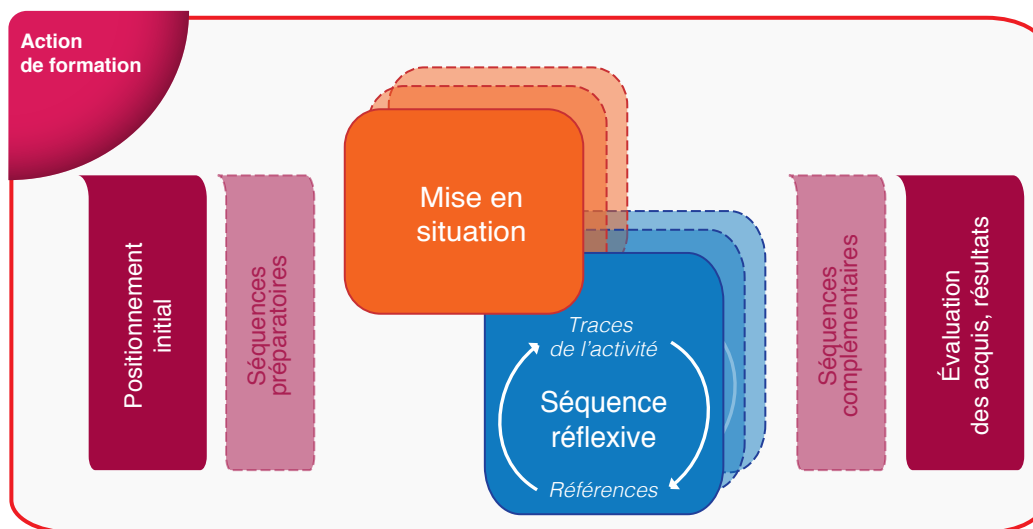 Action
de formation
Positionnement
initial
Séquences
préparatoires
Mise en
situation
Traces
de l’activité
Séquence
réflexive
Références
Séquences
complémentaires
Évaluation
des acquis, résultats